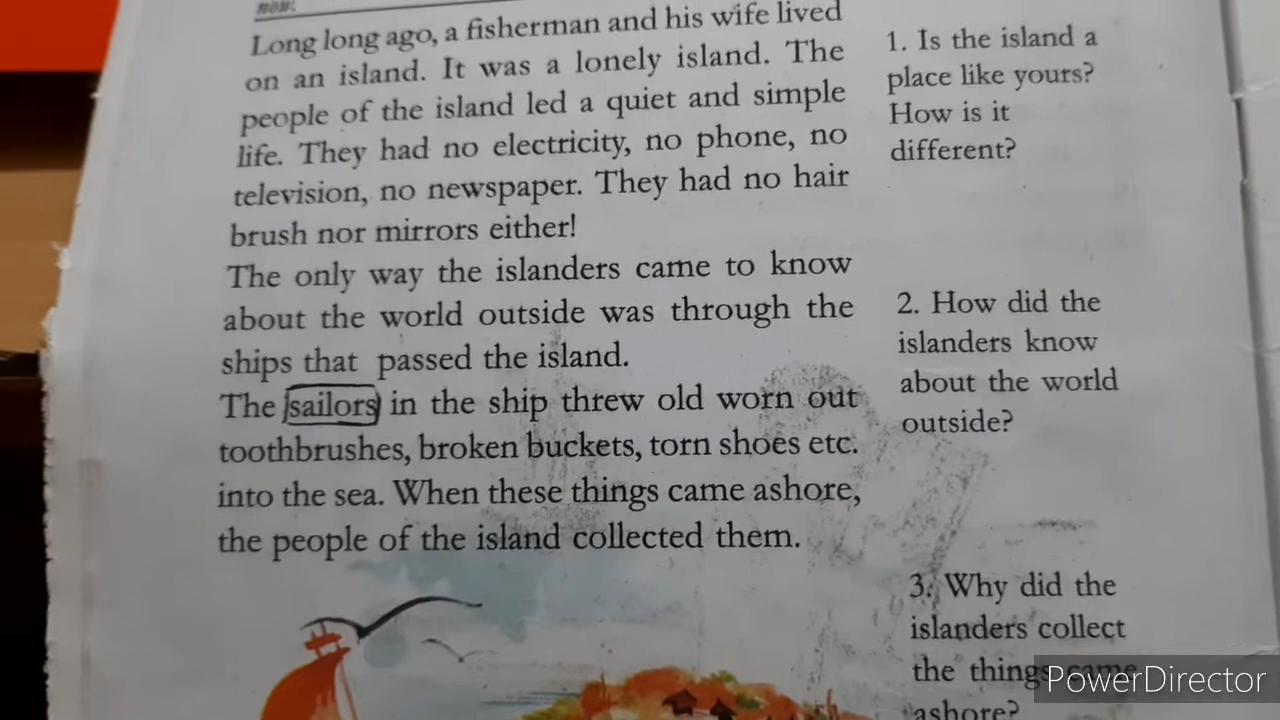 now.
Long long ago, a fisherman and his wife lived
on an island. It was a lonely island. The
people of the island led a quiet and simple
life. They had no electricity, no phone, no
television, no newspaper. They had no hair
brush nor mirrors either!
The only way the islanders came to know
about the world outside was through the
ships that passed the island.
The sailors in the ship threw old worn out
toothbrushes, broken buckets, torn shoes etc.
into the sea. When these things came ashore,
the people of the island collected them.
1. Is the island a
place like yours?
How is it
different?
2. How did the
islanders know
about the world
outside?
3. Why did the
islanders collect
the things came
ashore?
PowerDirector